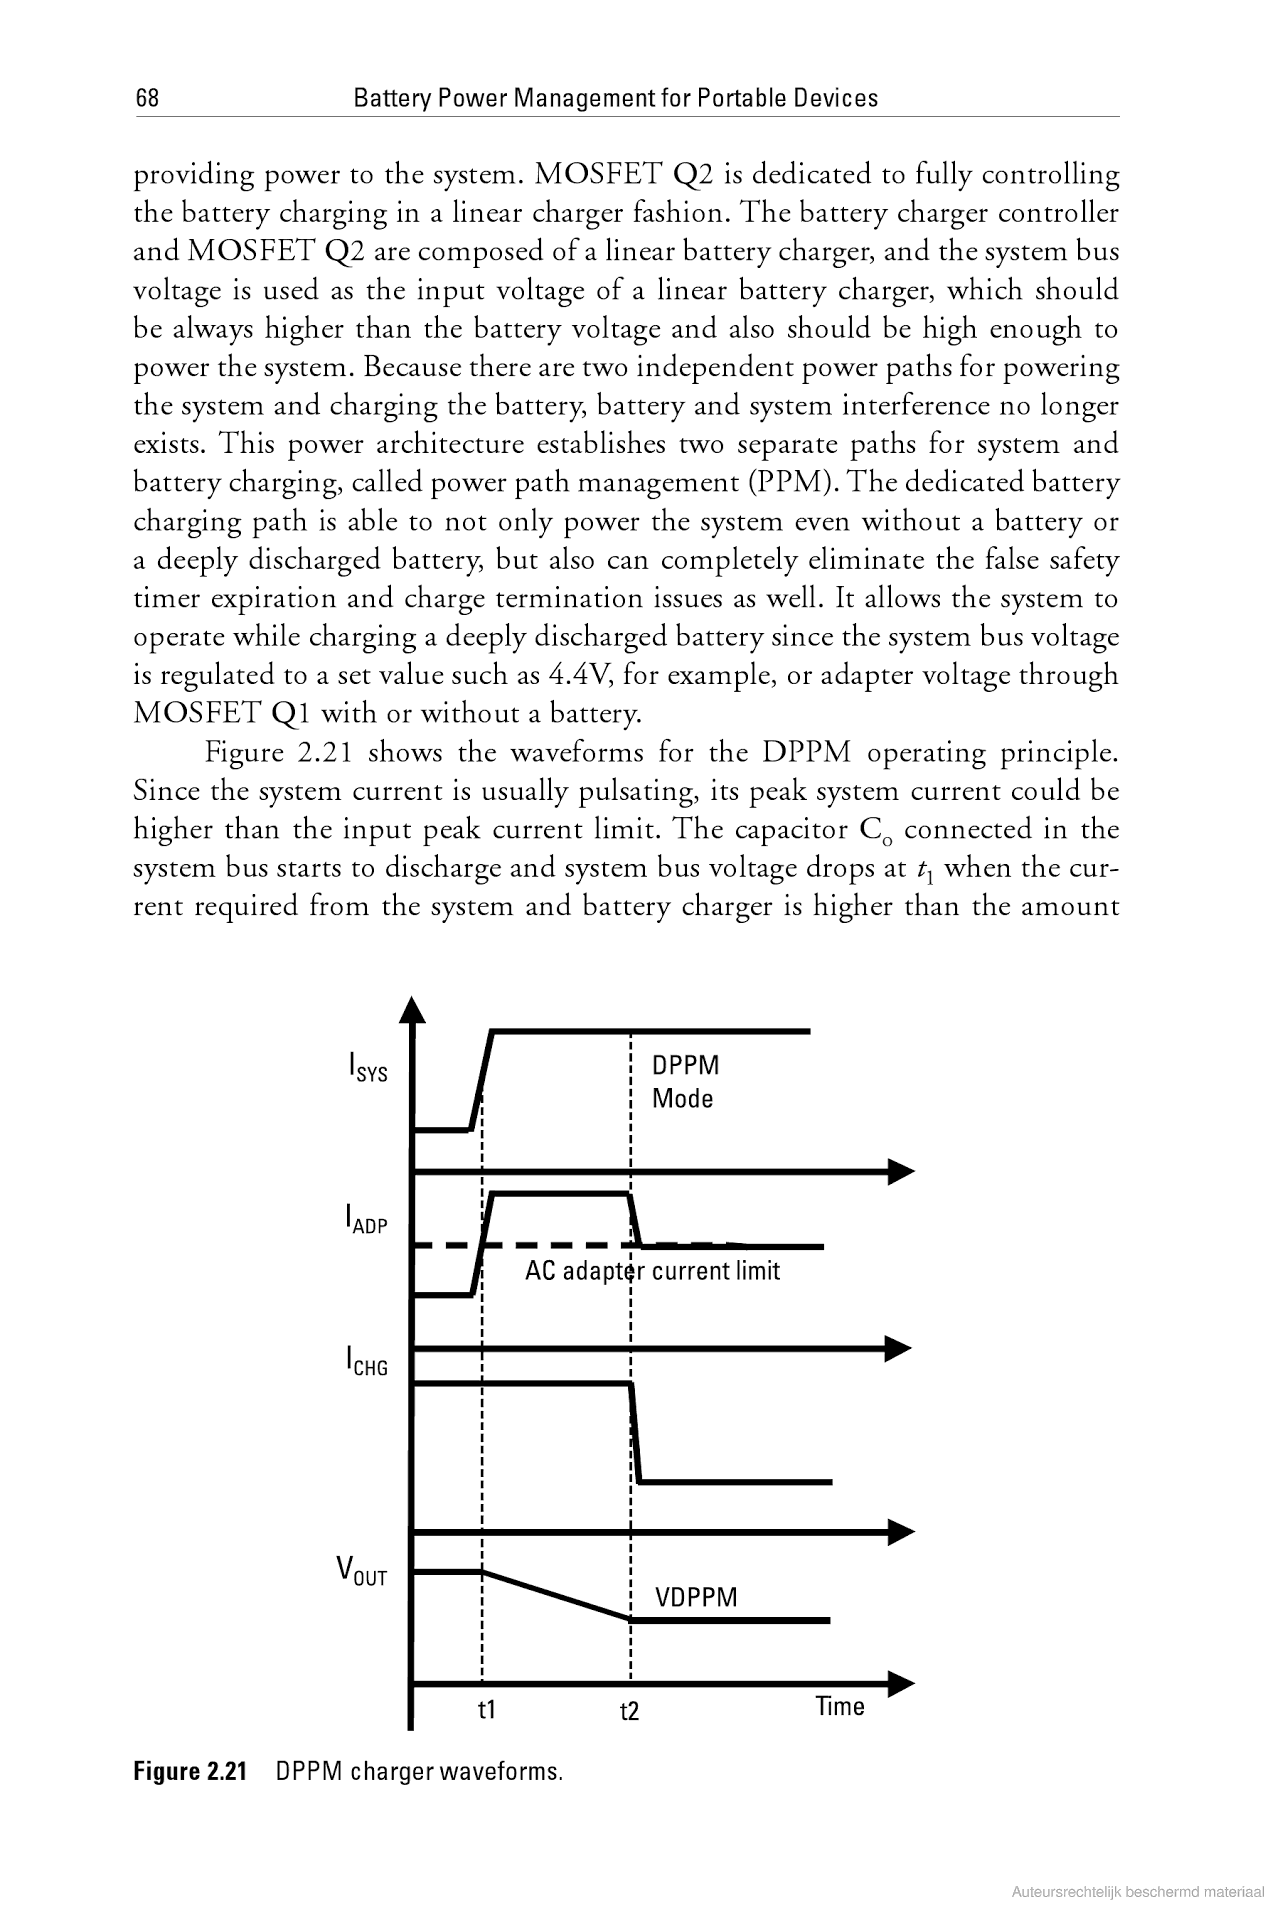 68 Battery Power Management for Portable Devices
providing power to the system. MOSFET Q2 is dedicated to fully controlling
the battery charging in a linear charger fashion. The battery charger controller
and MOSFET Q2 are composed of a linear battery charger, and the system bus
voltage is used as the input voltage of a linear battery charger, which should
be always higher than the battery voltage and also should be high enough to
power the system. Because there are two independent power paths for powering
the system and charging the battery, battery and system interference no longer
exists. This power architecture establishes two separate paths for system and
battery charging, called power path management (PPM). The dedicated battery
charging path is able to not only power the system even without a battery or
a deeply discharged battery, but also can completely eliminate the false safety
timer expiration and charge termination issues as well. It allows the system to
operate while charging a deeply discharged battery since the system bus voltage
is regulated to a set value such as 4.4V, for example, or adapter voltage through
MOSFET Q1 with or without a battery.
Figure 2.21 shows the waveforms for the DPPM operating principle.
Since the system current is usually pulsating, its peak system current could be
higher than the input peak current limit. The capacitor Co connected in the
system bus starts to discharge and system bus voltage drops at t1 when the cur-
rent required from the system and battery charger is higher than the amount
ISYS
DPPM
Mode
IADP
AC adapter current limit
ICHG
VOUT
VDPPM
t1 t2 Time
Figure 2.21 DPPM charger waveforms.
Auteursrechtelijk beschermd materiaal